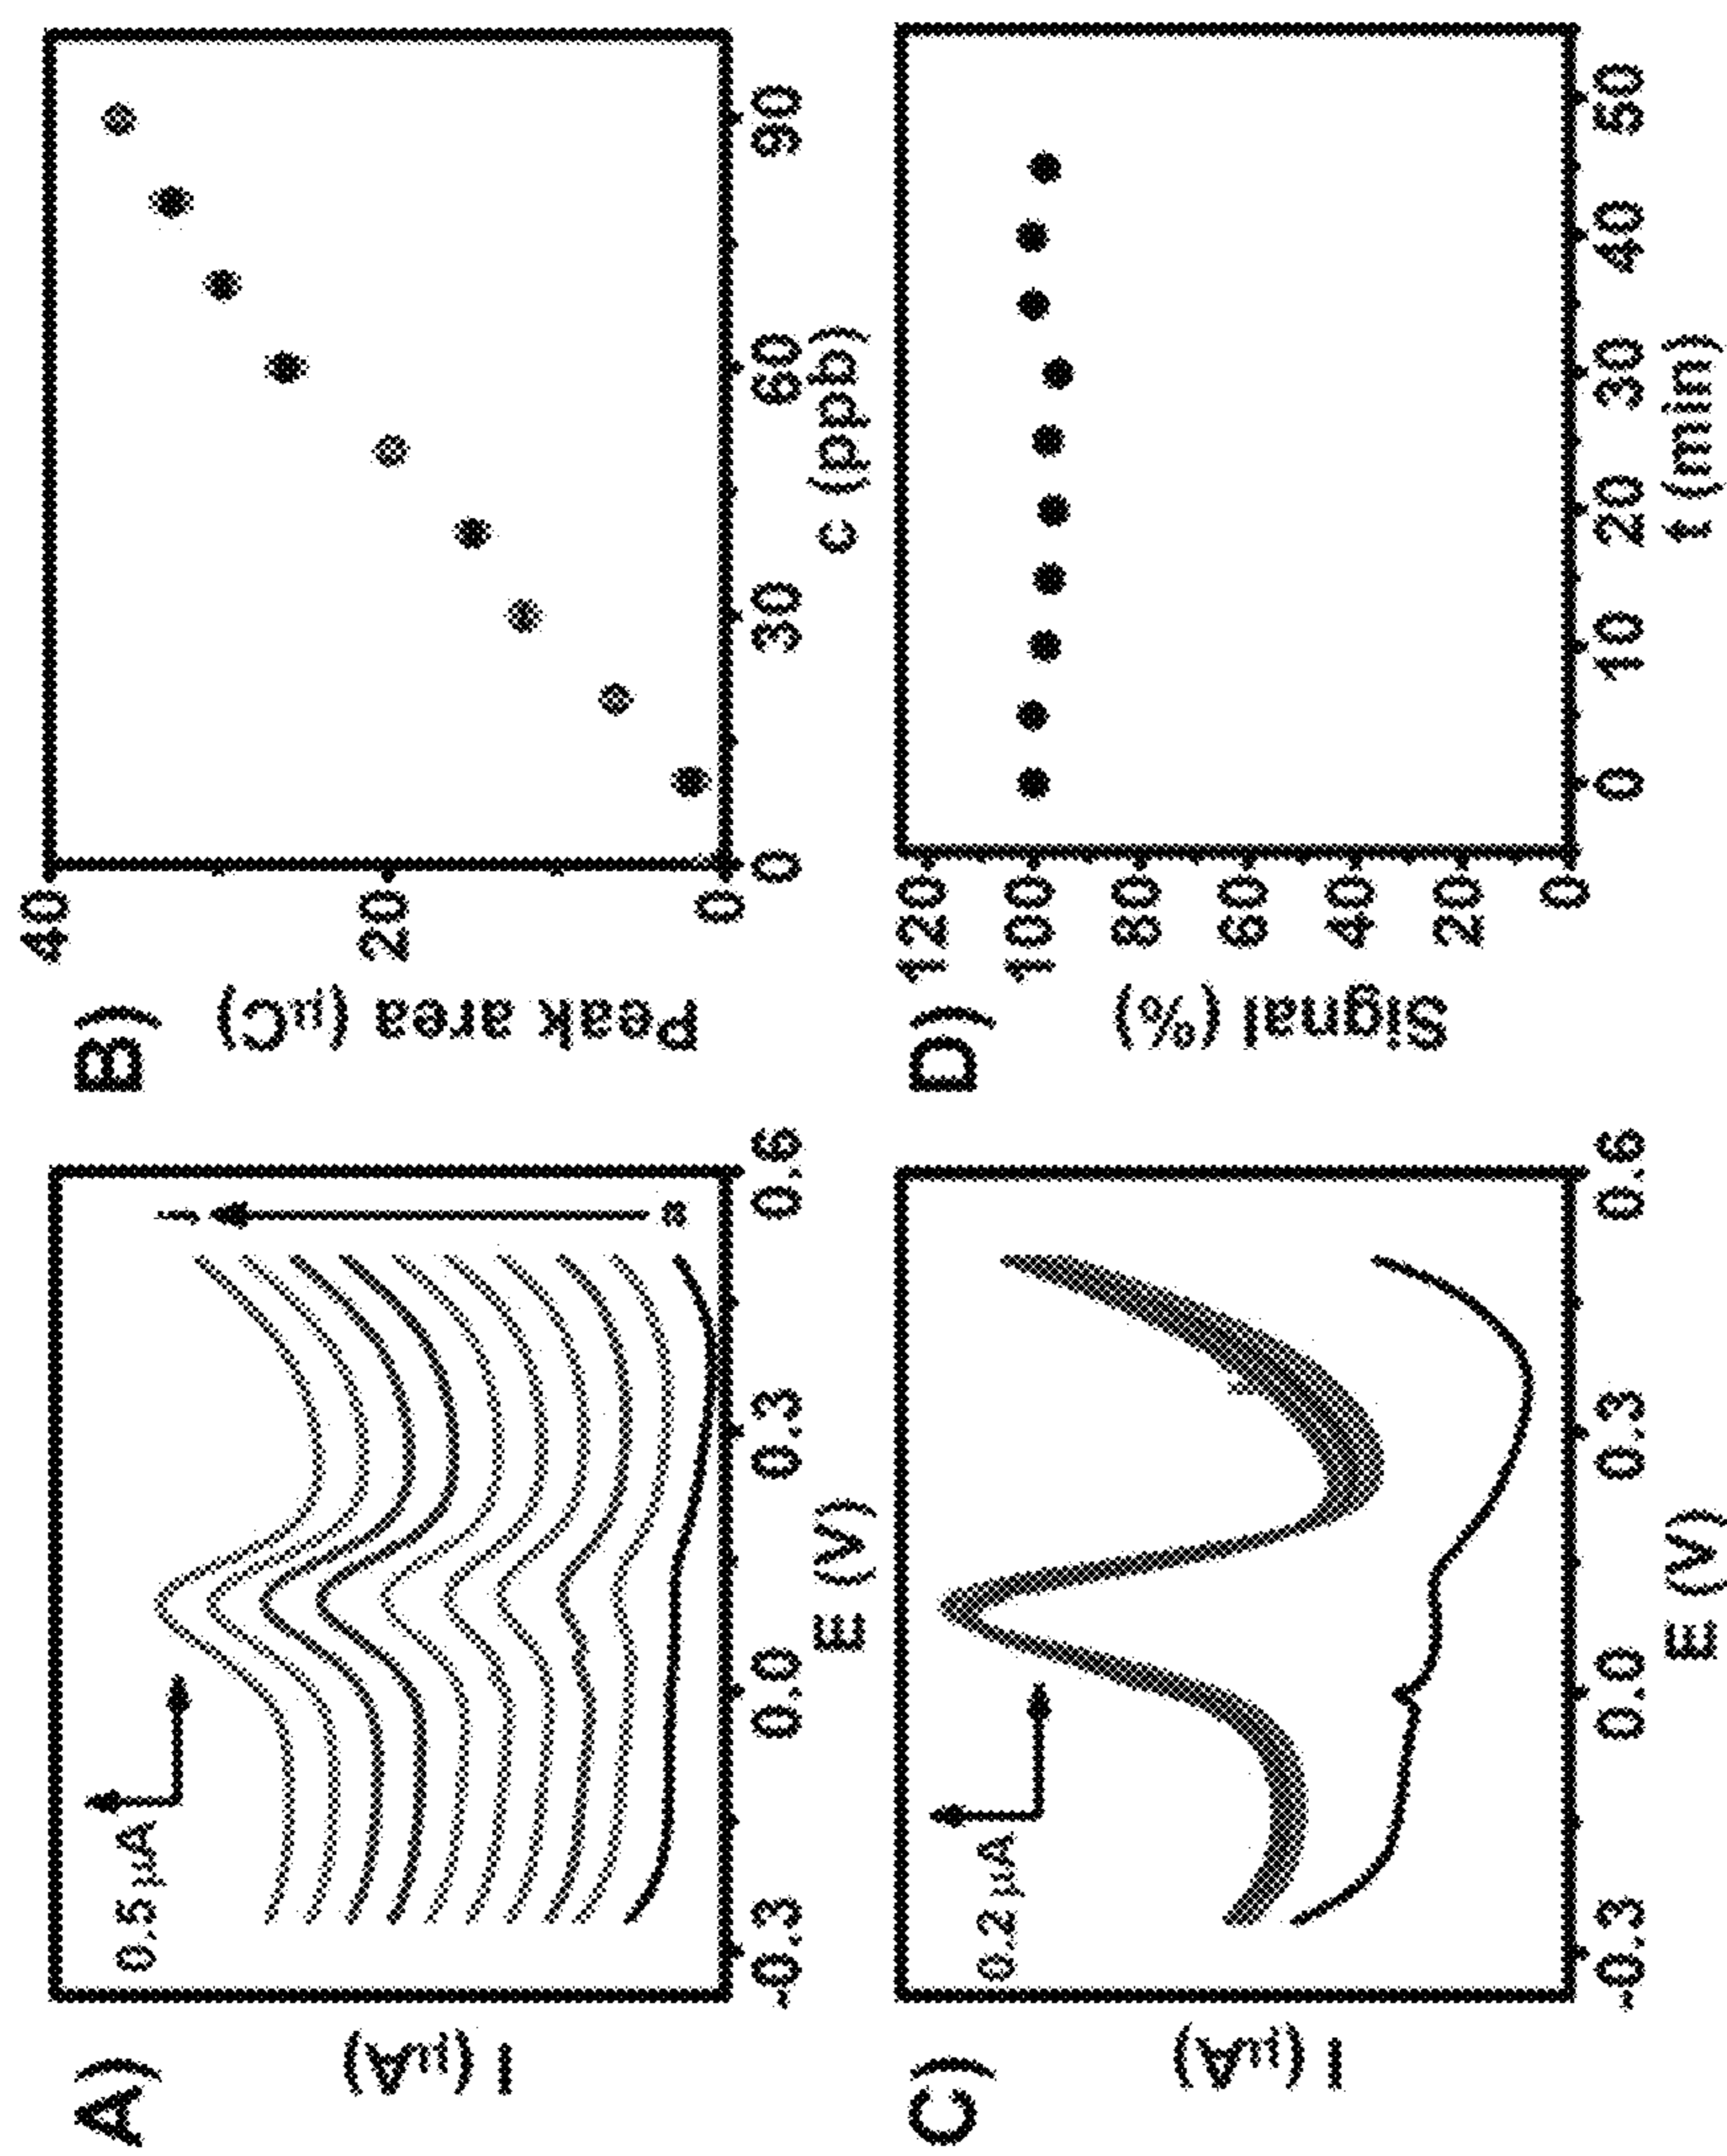 A)
I (µA)
0.5 µA
j
a
-0.3 0.0 0.3 0.6
E (V)
B)
Peak area (µC)
40
20
0
0 30 60 90
c (ppb)
C)
I (µA)
0.2 µA
-0.3 0.0 0.3 0.6
E (V)
D)
Signal (%)
120
100
80
60
40
20
0
0 10 20 30 40 50
t (min)